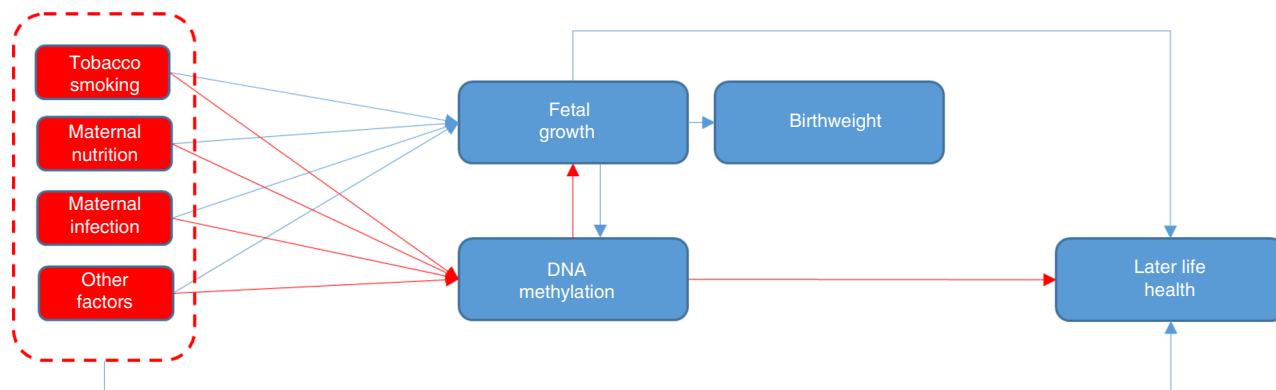 Tobacco
smoking
Maternal
nutrition
Maternal
infection
Other
factors
Fetal
growth
Birthweight
DNA
methylation
Later life
health